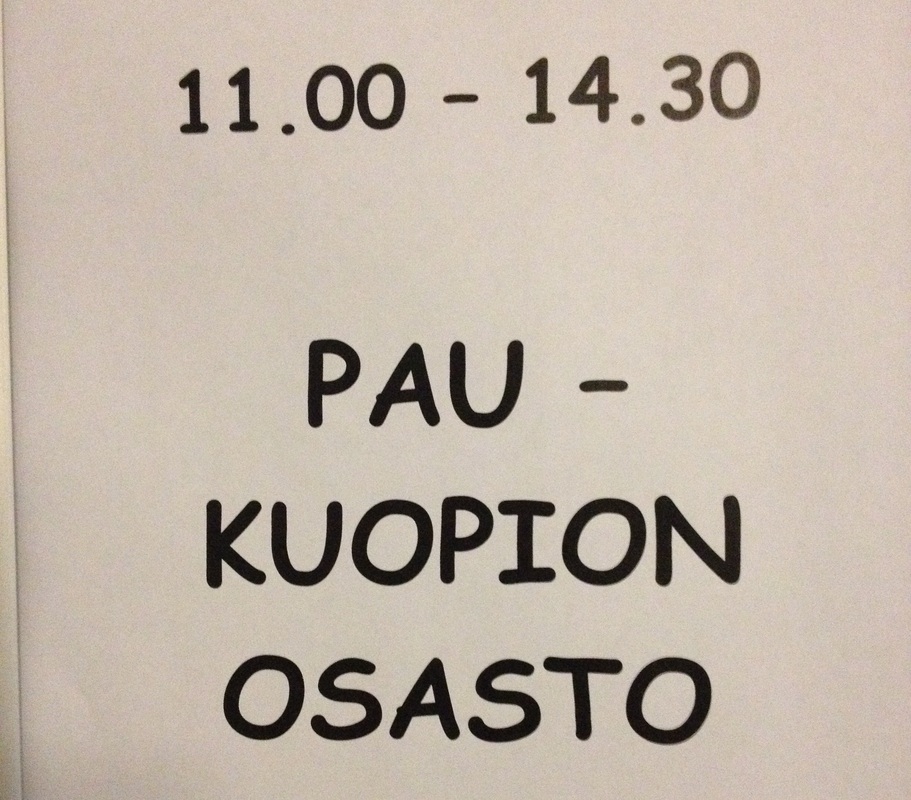 11.00 - 14.30
PAU -
KUOPION
OSASTO